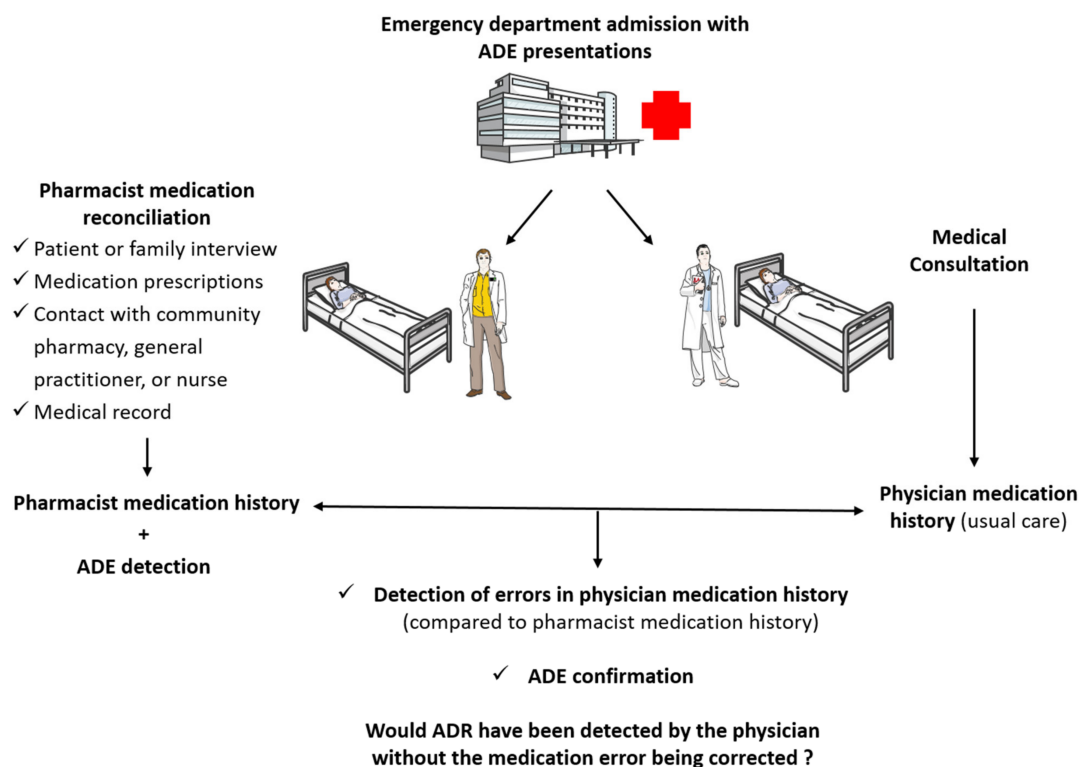 Emergency department admission with
ADE presentations
Pharmacist medication
reconciliation
✓ Patient or family interview
✓ Medication prescriptions
✓ Contact with community
pharmacy, general
practitioner, or nurse
✓ Medical record
Medical
Consultation
Pharmacist medication history
+
ADE detection
Physician medication
history (usual care)
✓ Detection of errors in physician medication history
(compared to pharmacist medication history)
✓ ADE confirmation
Would ADR have been detected by the physician
without the medication error being corrected ?